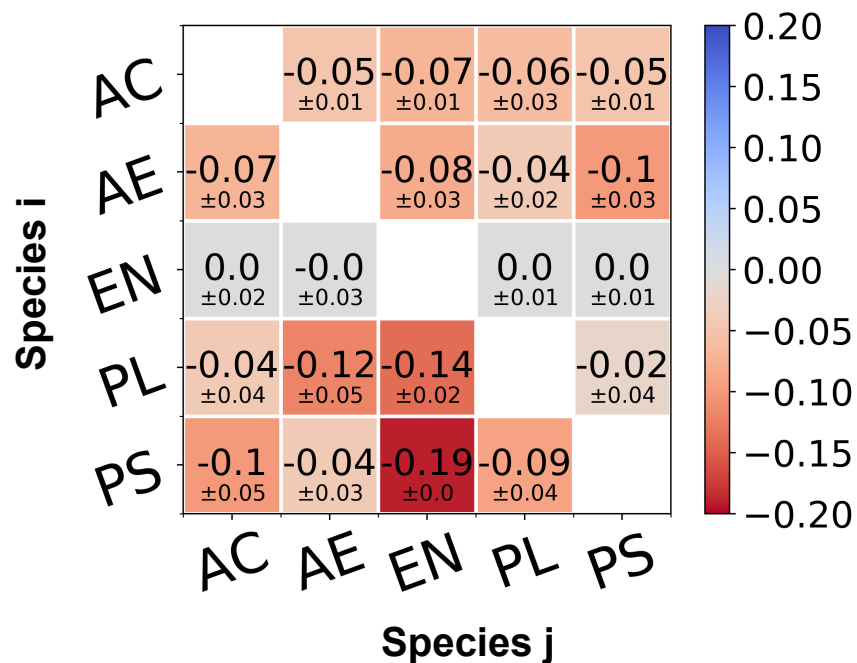 AC -0.05 -0.07 -0.06 -0.05
±0.01 ±0.01 ±0.03 ±0.01
AE -0.07 -0.08 -0.04 -0.1
±0.03 ±0.03 ±0.02 ±0.03
EN 0.0 -0.0 0.0 0.0
±0.02 ±0.03 ±0.01 ±0.01
PL -0.04 -0.12 -0.14 -0.02
±0.04 ±0.05 ±0.02 ±0.04
PS -0.1 -0.04 -0.19 -0.09
±0.05 ±0.03 ±0.0 ±0.04
AC AE EN PL PS
Species j
Species i
0.20
0.15
0.10
0.05
0.00
−0.05
−0.10
−0.15
−0.20